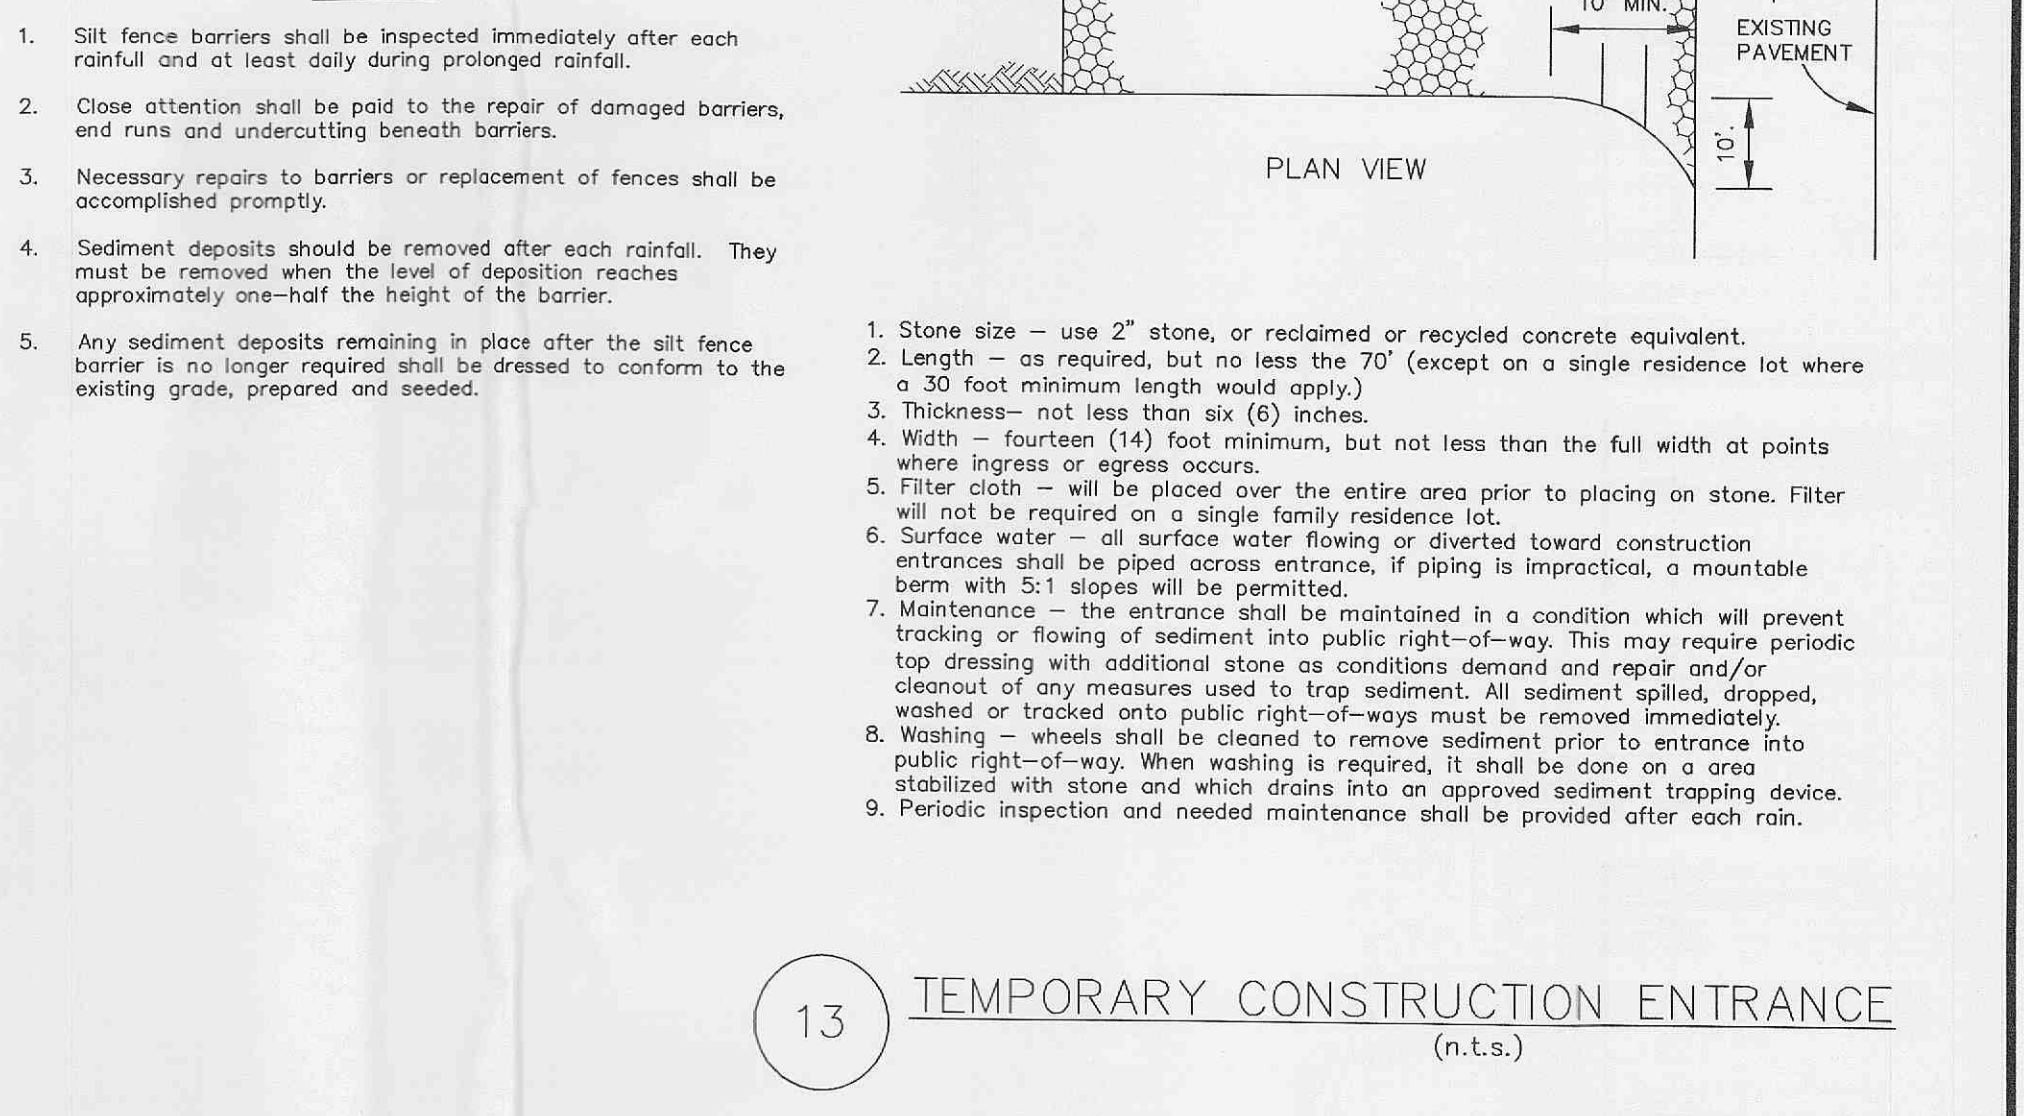 1. Silt fence barriers shall be inspected immediately after each
rainfull and at least daily during prolonged rainfall.
2. Close attention shall be paid to the repair of damaged barriers,
end runs and undercutting beneath barriers.
3. Necessary repairs to barriers or replacement of fences shall be
accomplished promptly.
4. Sediment deposits should be removed after each rainfall. They
must be removed when the level of deposition reaches
approximately one-half the height of the barrier.
5. Any sediment deposits remaining in place after the silt fence
barrier is no longer required shall be dressed to conform to the
existing grade, prepared and seeded.
10' MIN.
EXISTING
PAVEMENT
10'.
PLAN VIEW
1. Stone size – use 2" stone, or reclaimed or recycled concrete equivalent.
2. Length – as required, but no less the 70' (except on a single residence lot where
a 30 foot minimum length would apply.)
3. Thickness– not less than six (6) inches.
4. Width – fourteen (14) foot minimum, but not less than the full width at points
where ingress or egress occurs.
5. Filter cloth – will be placed over the entire area prior to placing on stone. Filter
will not be required on a single family residence lot.
6. Surface water – all surface water flowing or diverted toward construction
entrances shall be piped across entrance, if piping is impractical, a mountable
berm with 5:1 slopes will be permitted.
7. Maintenance – the entrance shall be maintained in a condition which will prevent
tracking or flowing of sediment into public right-of-way. This may require periodic
top dressing with additional stone as conditions demand and repair and/or
cleanout of any measures used to trap sediment. All sediment spilled, dropped,
washed or tracked onto public right-of-ways must be removed immediately.
8. Washing – wheels shall be cleaned to remove sediment prior to entrance into
public right-of-way. When washing is required, it shall be done on a area
stabilized with stone and which drains into an approved sediment trapping device.
9. Periodic inspection and needed maintenance shall be provided after each rain.
13
TEMPORARY CONSTRUCTION ENTRANCE
(n.t.s.)